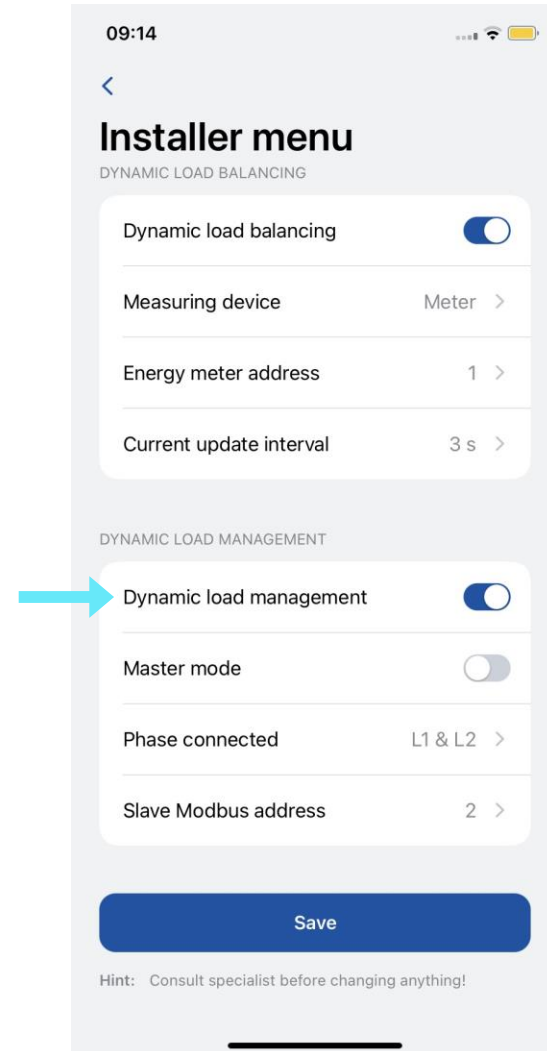 09:14
Installer menu
DYNAMIC LOAD BALANCING
Dynamic load balancing
Measuring device Meter
Energy meter address 1
Current update interval 3 s
DYNAMIC LOAD MANAGEMENT
Dynamic load management
Master mode
Phase connected L1 & L2
Slave Modbus address 2
Save
Hint: Consult specialist before changing anything!